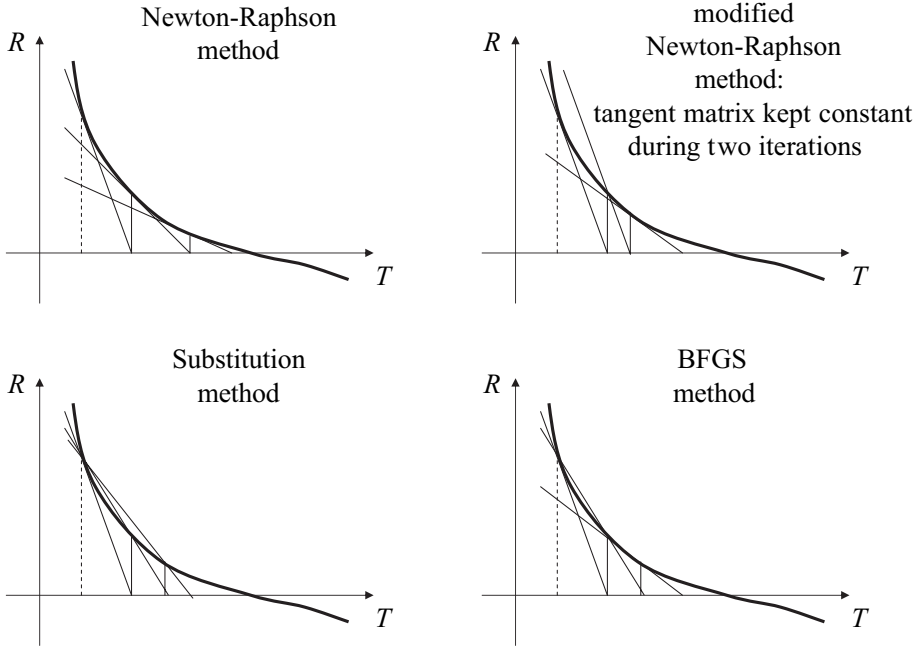 Newton-Raphson
method
R
T
modified
Newton-Raphson
method:
tangent matrix kept constant
during two iterations
R
T
Substitution
method
R
T
BFGS
method
R
T